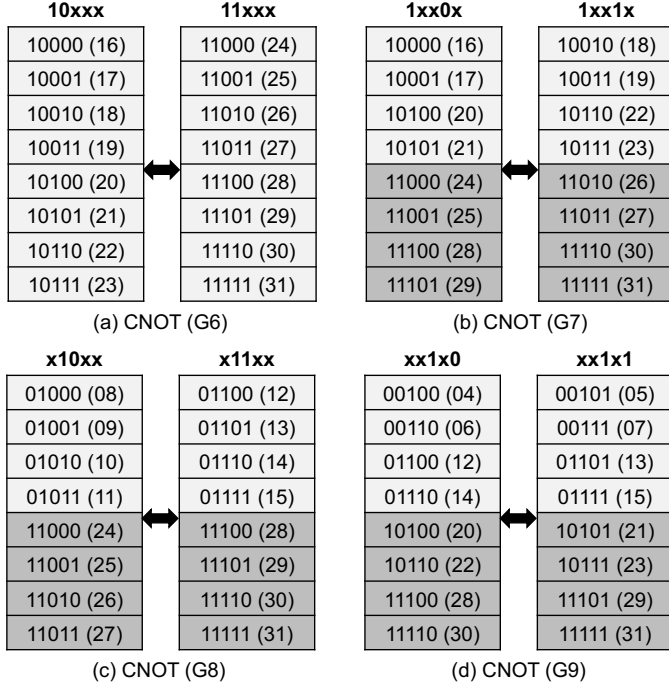 10xxx 11xxx 1xx0x 1xx1x
10000 (16) 11000 (24) 10000 (16) 10010 (18)
10001 (17) 11001 (25) 10001 (17) 10011 (19)
10010 (18) 11010 (26) 10100 (20) 10110 (22)
10011 (19) 11011 (27) 10101 (21) 10111 (23)
10100 (20) 11100 (28) 11000 (24) 11010 (26)
10101 (21) 11101 (29) 11001 (25) 11011 (27)
10110 (22) 11110 (30) 11100 (28) 11110 (30)
10111 (23) 11111 (31) 11101 (29) 11111 (31)
(a) CNOT (G6) (b) CNOT (G7)
x10xx x11xx xx1x0 xx1x1
01000 (08) 01100 (12) 00100 (04) 00101 (05)
01001 (09) 01101 (13) 00110 (06) 00111 (07)
01010 (10) 01110 (14) 01100 (12) 01101 (13)
01011 (11) 01111 (15) 01110 (14) 01111 (15)
11000 (24) 11100 (28) 10100 (20) 10101 (21)
11001 (25) 11101 (29) 10110 (22) 10111 (23)
11010 (26) 11110 (30) 11100 (28) 11101 (29)
11011 (27) 11111 (31) 11110 (30) 11111 (31)
(c) CNOT (G8) (d) CNOT (G9)